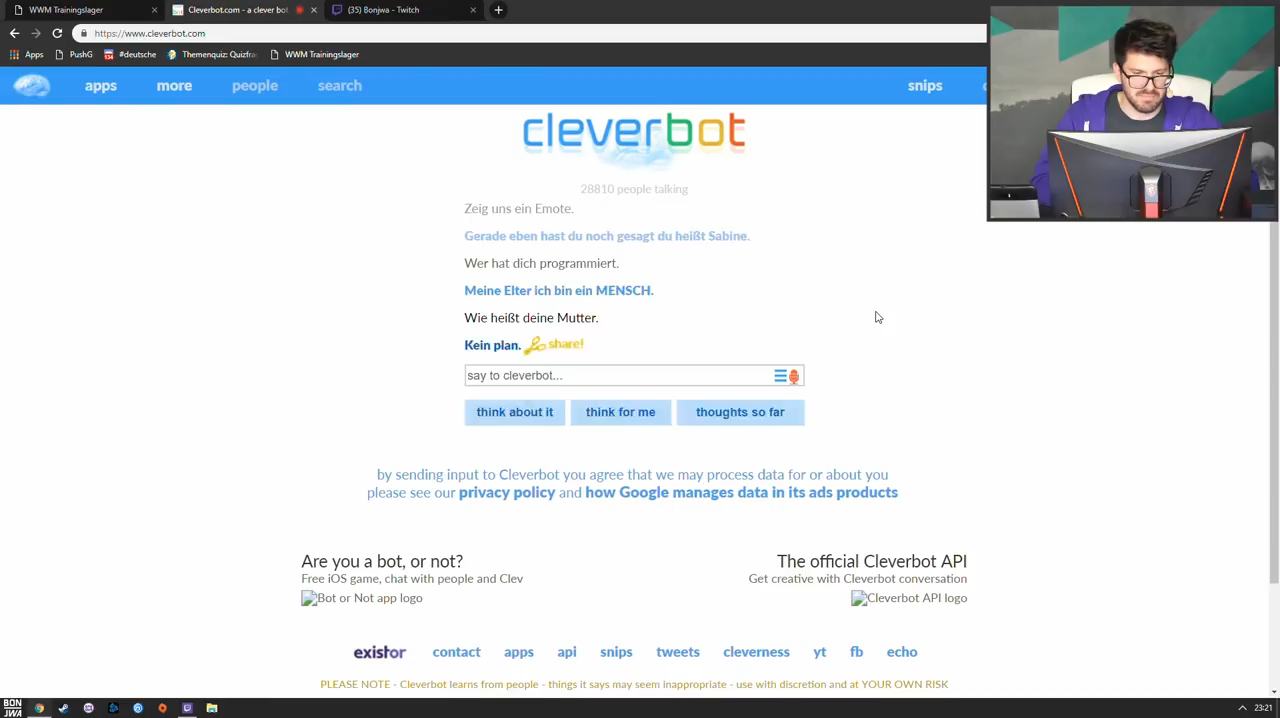 WWM Trainingslager
Cleverbot.com - a clever bot
(35) Bonjwa - Twitch
https://www.cleverbot.com
Apps PushG #deutsche Themenquiz: Quizfra WWM Trainingslager
apps more people search snips
cleverbot
28810 people talking
Zeig uns ein Emote.
Gerade eben hast du noch gesagt du heißt Sabine.
Wer hat dich programmiert.
Meine Elter ich bin ein MENSCH.
Wie heißt deine Mutter.
Kein plan. share!
say to cleverbot...
think about it think for me thoughts so far
by sending input to Cleverbot you agree that we may process data for or about you
please see our privacy policy and how Google manages data in its ads products
Are you a bot, or not?
Free iOS game, chat with people and Clev
Bot or Not app logo
The official Cleverbot API
Get creative with Cleverbot conversation
Cleverbot API logo
existor contact apps api snips tweets cleverness yt fb echo
PLEASE NOTE - Cleverbot learns from people - things it says may seem inappropriate - use with discretion and at YOUR OWN RISK
BON
JWA
23:21